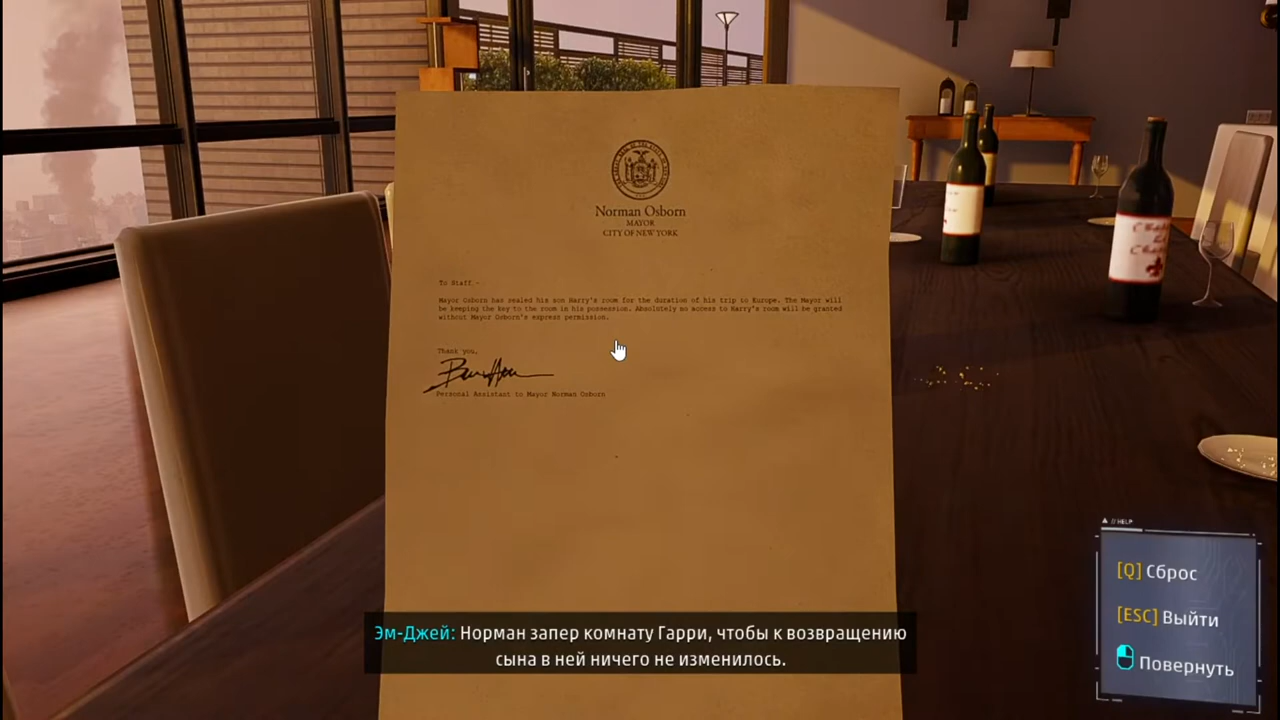 Norman Osborn
MAYOR
CITY OF NEW YORK
To Staff -
Mayor Osborn has sealed his son Harry's room for the duration of his trip to Europe. The Mayor will
be keeping the key to the room in his possession. Absolutely no access to Harry's room will be granted
without Mayor Osborn's express permission.
Thank you,
Personal Assistant to Mayor Norman Osborn
// HELP
[Q] Сброс
[ESC] Выйти
Повернуть
Эм-Джей: Норман запер комнату Гарри, чтобы к возвращению
сына в ней ничего не изменилось.